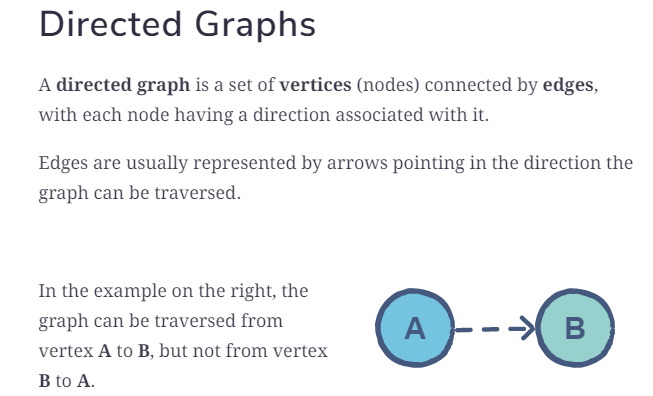 Directed Graphs
A directed graph is a set of vertices (nodes) connected by edges,
with each node having a direction associated with it.
Edges are usually represented by arrows pointing in the direction the
graph can be traversed.
In the example on the right, the
graph can be traversed from
vertex A to B, but not from vertex
B to A.
A
B